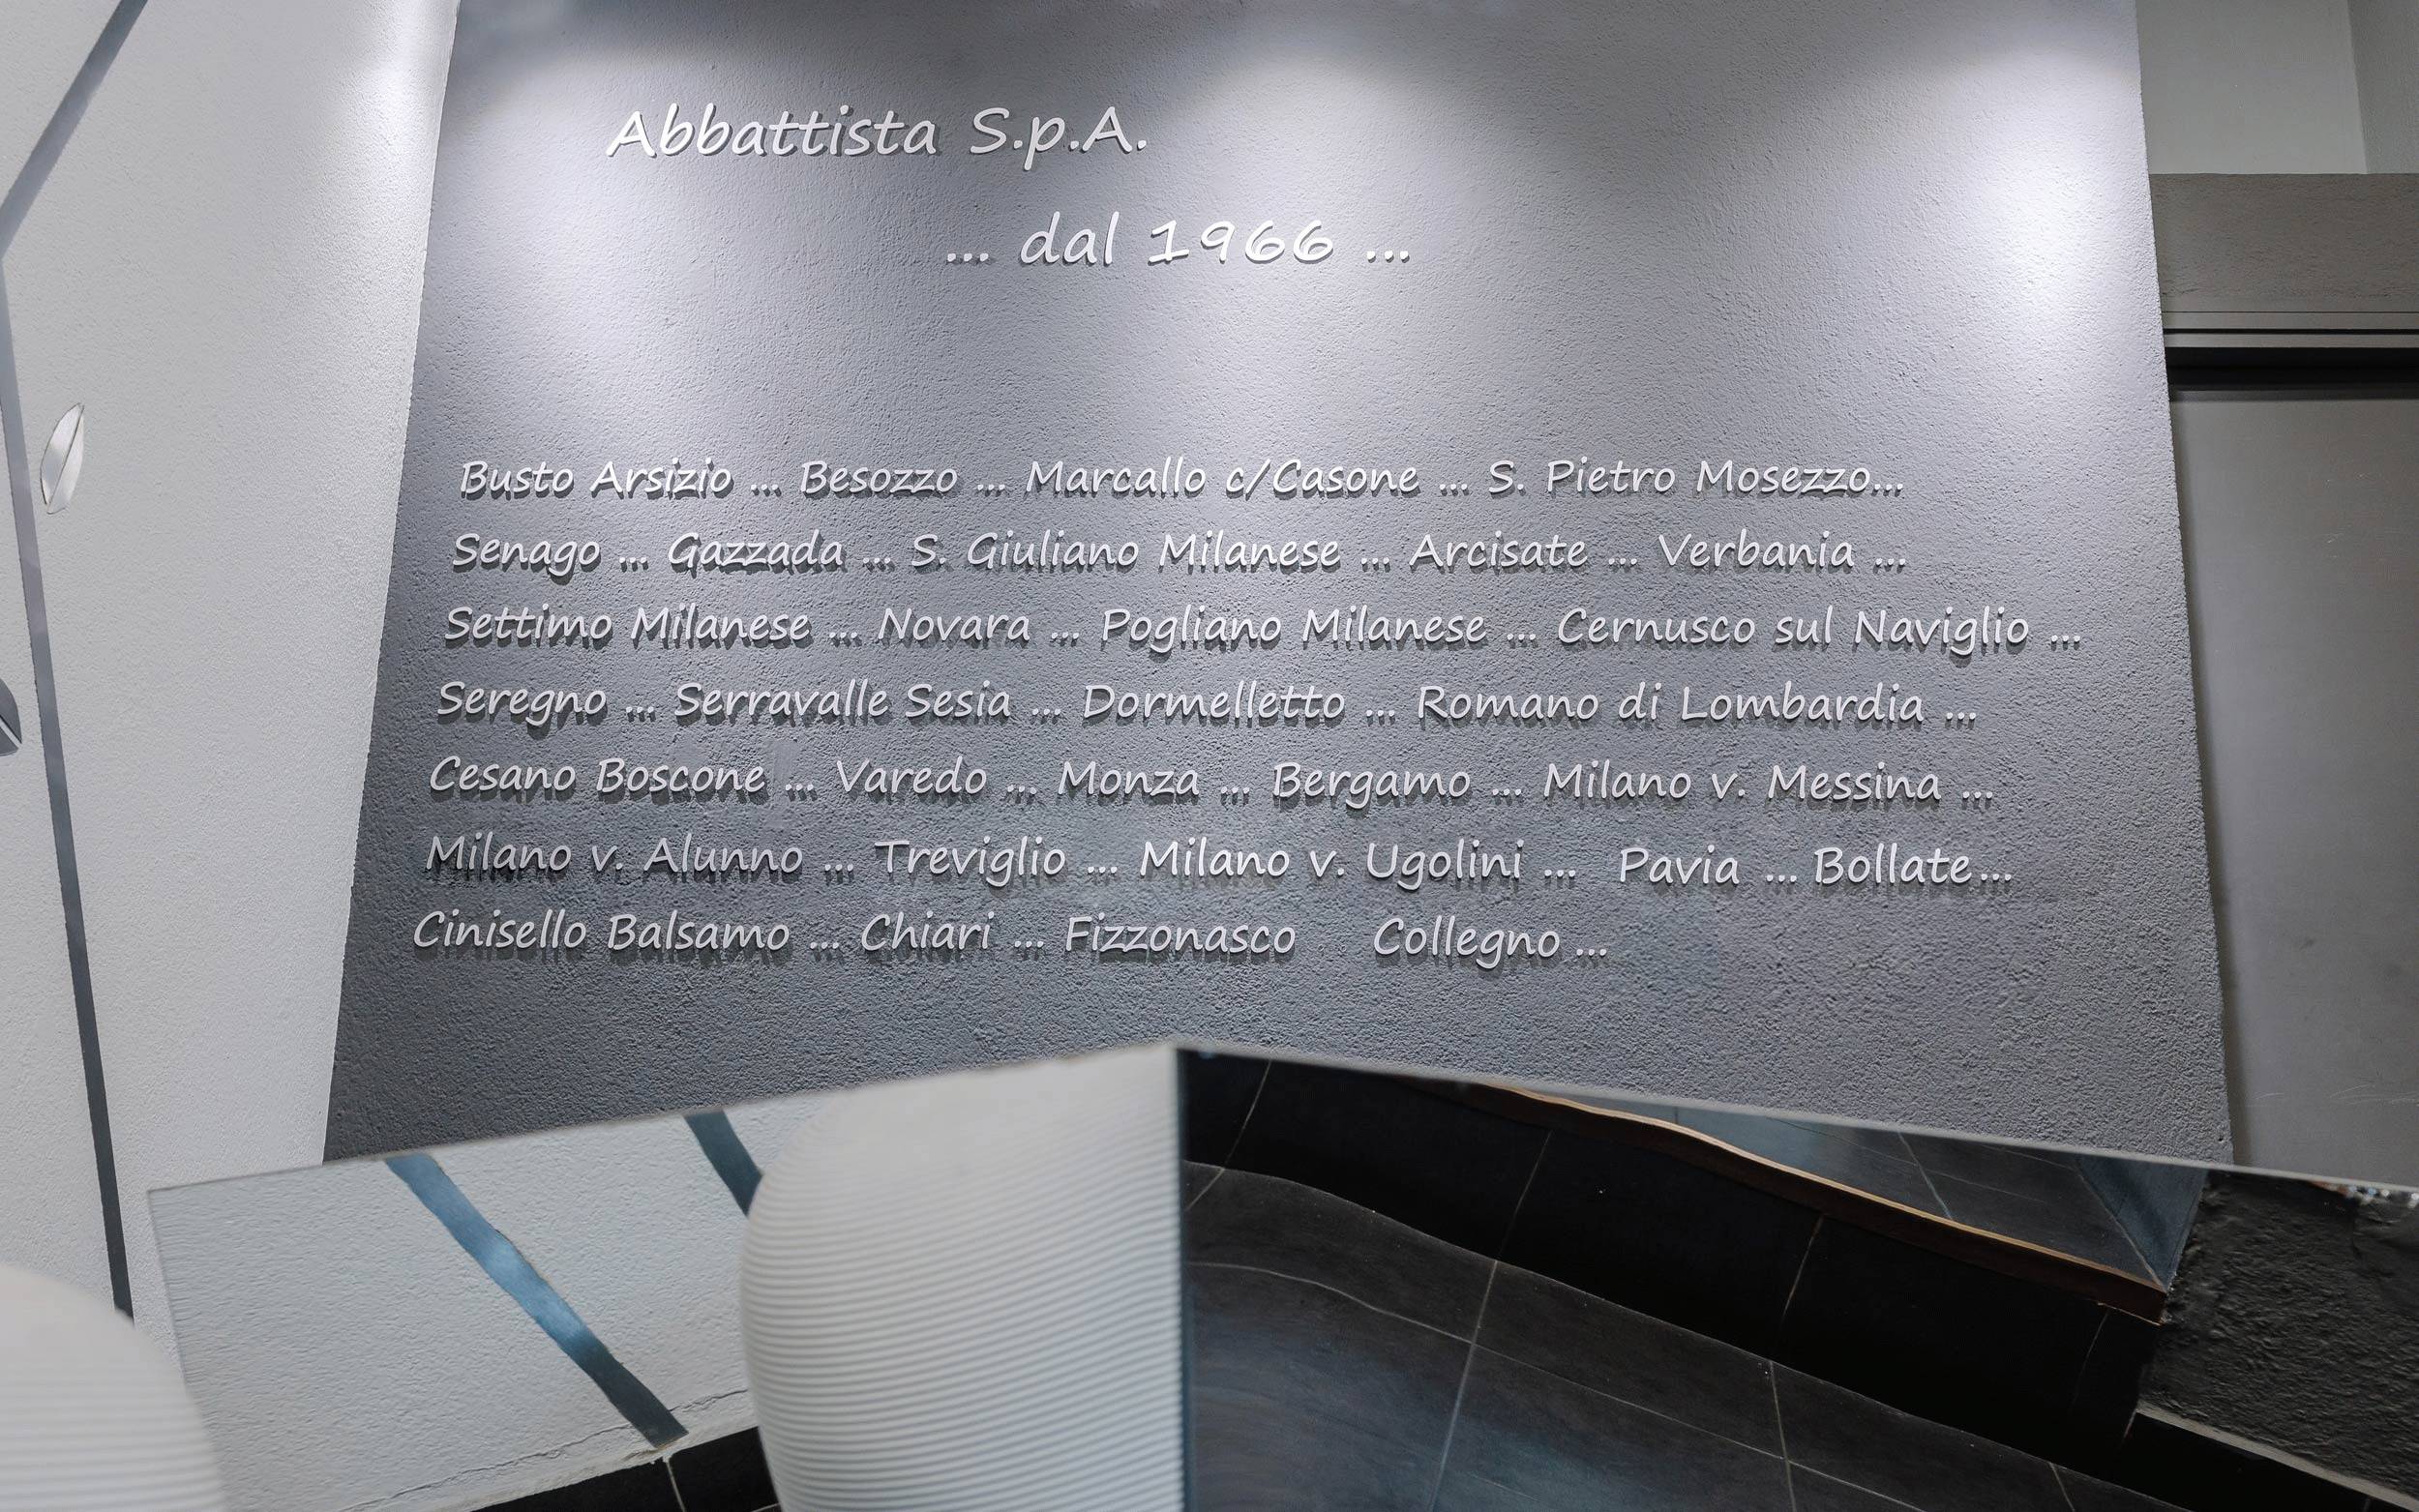 Abbattista S.p.A.
... dal 1966 ...
Busto Arsizio ... Besozzo ... Marcallo c/Casone ... S. Pietro Mosezzo...
Senago ... Gazzada ... S. Giuliano Milanese ... Arcisate ... Verbania ...
Settimo Milanese ... Novara ... Pogliano Milanese ... Cernusco sul Naviglio ...
Seregno ... Serravalle Sesia ... Dormelletto ... Romano di Lombardia ...
Cesano Boscone ... Varedo ... Monza ... Bergamo ... Milano v. Messina ...
Milano v. Alunno ... Treviglio ... Milano v. Ugolini ... Pavia ... Bollate...
Cinisello Balsamo ... Chiari ... Fizzonasco Collegno ...